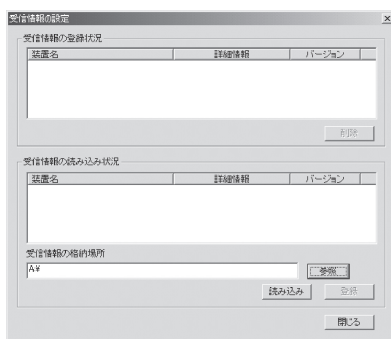 受信情報の設定
受信情報の登録状況
装置名 詳細情報 バージョン
削除
受信情報の読み込み状況
装置名 詳細情報 バージョン
受信情報の格納場所
A¥
参照
読み込み 登録
閉じる